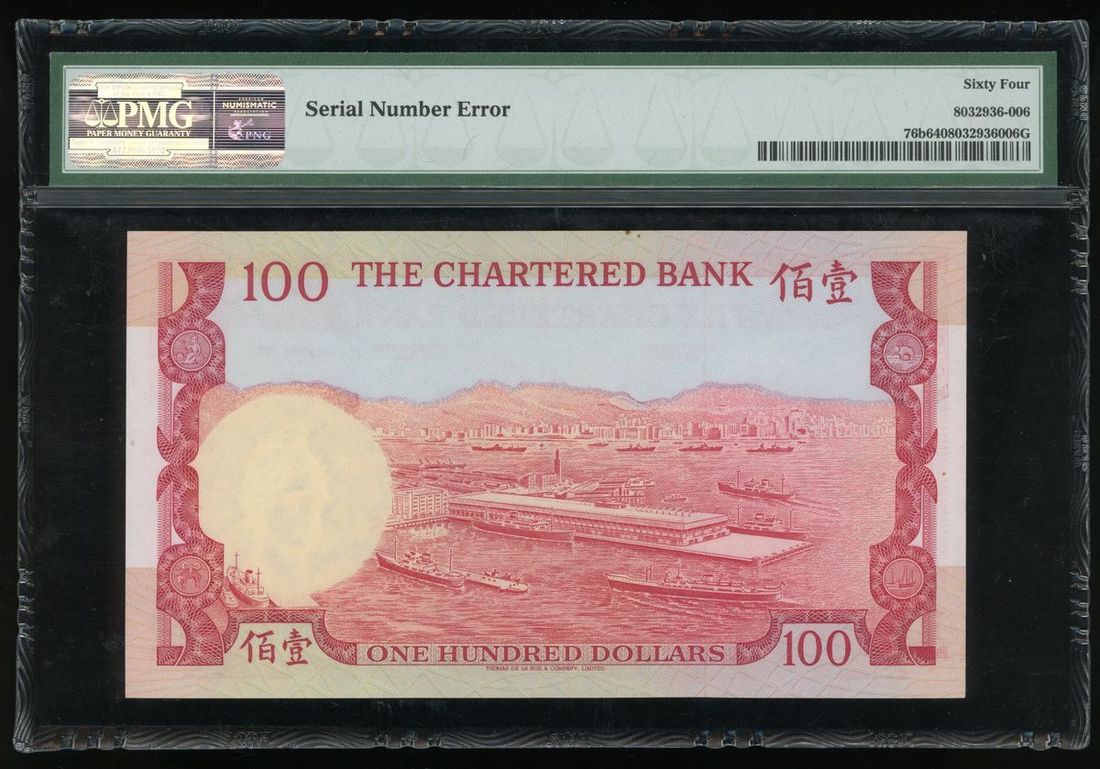 PMG
PAPER MONEY GUARANTY
NUMISMATIC
PNG
Serial Number Error
Sixty Four
8032936-006
76b6408032936006G
100 THE CHARTERED BANK 佰壹
佰壹 ONE HUNDRED DOLLARS 100
THOMAS DE LA RUE & COMPANY, LIMITED.